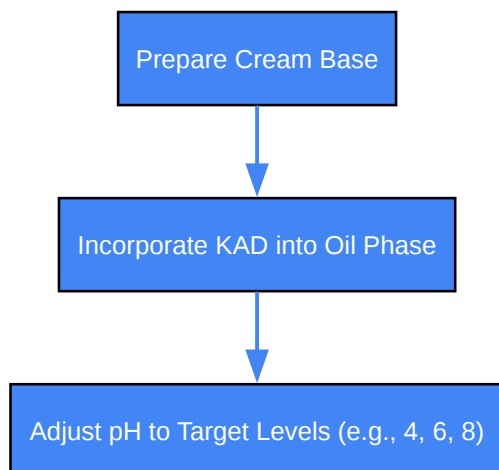 Prepare Cream Base
Incorporate KAD into Oil Phase
Adjust pH to Target Levels (e.g., 4, 6, 8)